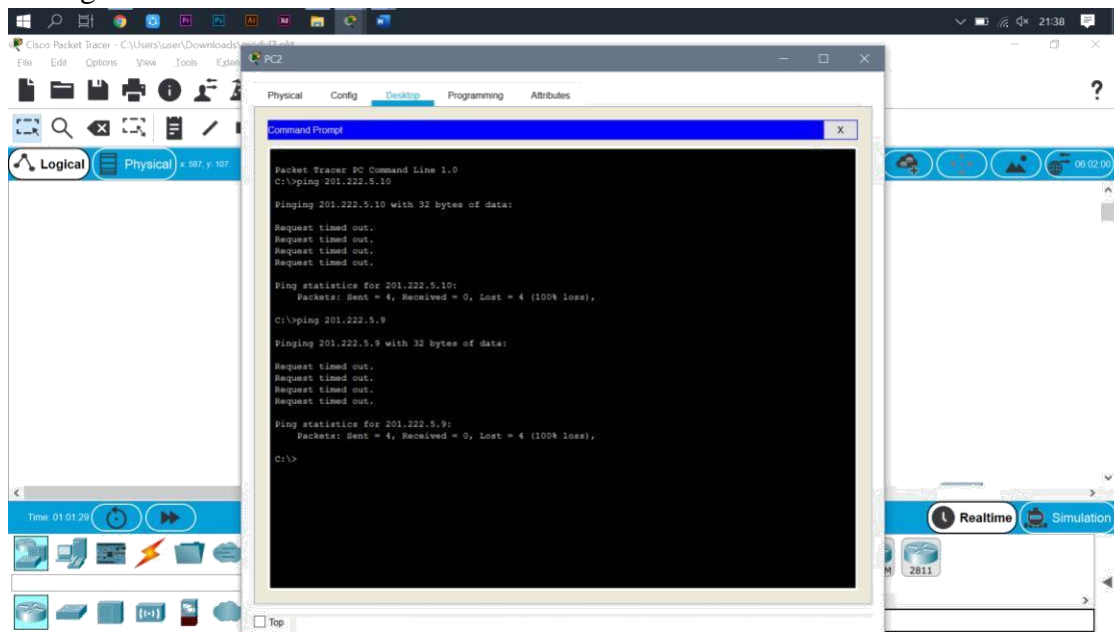 Pr
Ps
Ai
Xd
21:38
Cisco Packet Tracer - C:\Users\user\Downloads\
File Edit Options View Tools
PC2
Physical Config Desktop Programming Attributes
?
Command Prompt
X
Logical
Physical
x: 587, y: 107
06:02:00
Packet Tracer PC Command Line 1.0
C:\>ping 201.222.5.10
Pinging 201.222.5.10 with 32 bytes of data:
Request timed out.
Request timed out.
Request timed out.
Request timed out.
Ping statistics for 201.222.5.10:
Packets: Sent = 4, Received = 0, Lost = 4 (100% loss),
C:\>ping 201.222.5.9
Pinging 201.222.5.9 with 32 bytes of data:
Request timed out.
Request timed out.
Request timed out.
Request timed out.
Ping statistics for 201.222.5.9:
Packets: Sent = 4, Received = 0, Lost = 4 (100% loss),
C:\>
Time: 01:01:29
Realtime
Simulation
2811
Top